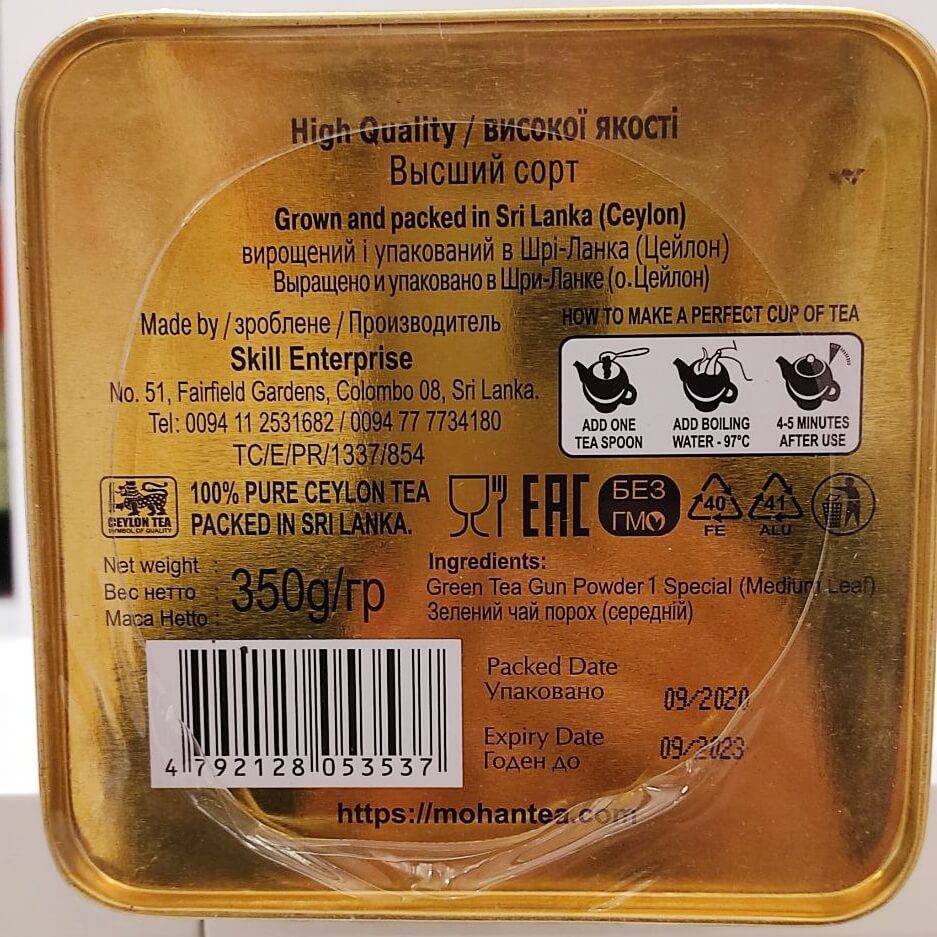 High Quality / високої якості
Высший сорт
Grown and packed in Sri Lanka (Ceylon)
вирощений і упакований в Шрі-Ланка (Цейлон)
Выращено и упаковано в Шри-Ланке (о.Цейлон)
Made by / зроблене / Производитель
Skill Enterprise
No. 51, Fairfield Gardens, Colombo 08, Sri Lanka.
Tel: 0094 11 2531682 / 0094 77 7734180
TC/E/PR/1337/854
HOW TO MAKE A PERFECT CUP OF TEA
ADD ONE
TEA SPOON
ADD BOILING
WATER - 97°C
4-5 MINUTES
AFTER USE
CEYLON TEA
SYMBOL OF QUALITY
100% PURE CEYLON TEA
PACKED IN SRI LANKA.
EAC
БЕЗ
ГМО
40
FE
41
ALU
Net weight :
Вес нетто :
Маса Нетто :
350g/гр
Ingredients:
Green Tea Gun Powder 1 Special (Medium Leaf)
Зелений чай порох (середній)
4 792128 053537
Packed Date
Упаковано
09/2020
Expiry Date
Годен до
09/2023
https://mohantea.com